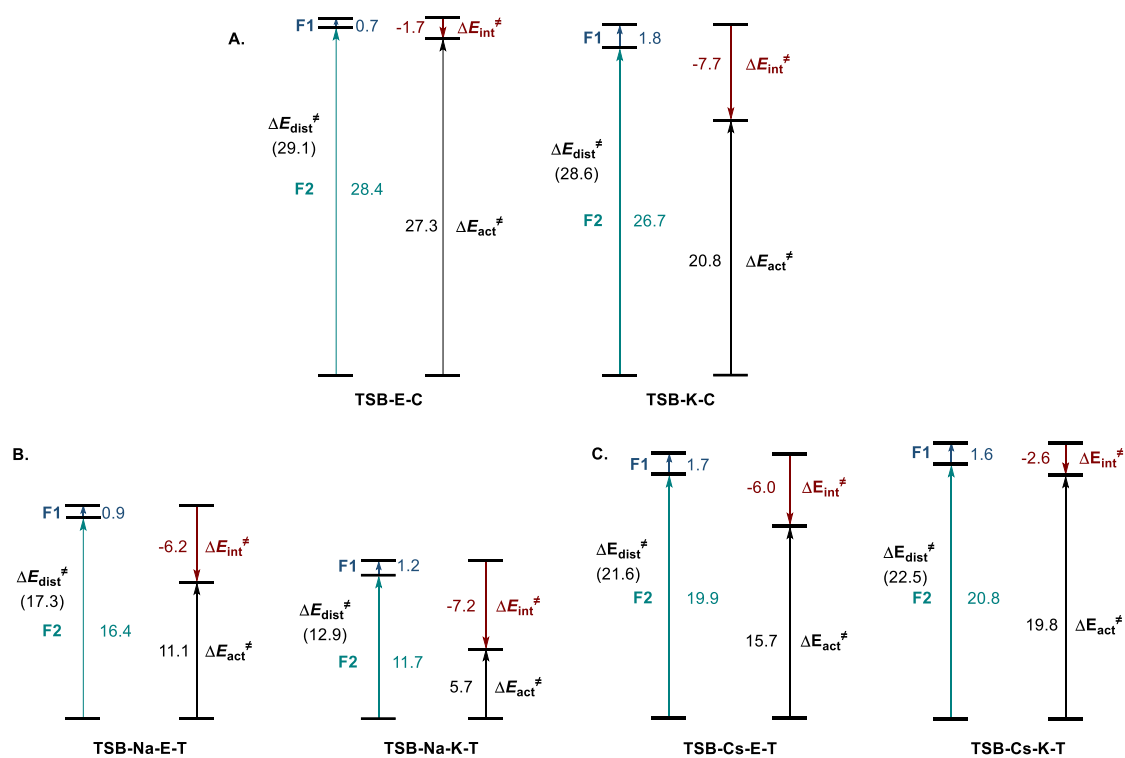 A.
F1 0.7
-1.7 ΔEint≠
ΔEdist≠
(29.1)
F2 28.4
27.3 ΔEact≠
TSB-E-C
F1 1.8
-7.7 ΔEint≠
ΔEdist≠
(28.6)
F2 26.7
20.8 ΔEact≠
TSB-K-C
B.
F1 0.9
-6.2 ΔEint≠
ΔEdist≠
(17.3)
F2 16.4
11.1 ΔEact≠
TSB-Na-E-T
F1 1.2
-7.2 ΔEint≠
ΔEdist≠
(12.9)
F2 11.7
5.7 ΔEact≠
TSB-Na-K-T
C.
F1 1.7
-6.0 ΔEint≠
ΔEdist≠
(21.6)
F2 19.9
15.7 ΔEact≠
TSB-Cs-E-T
F1 1.6
-2.6 ΔEint≠
ΔEdist≠
(22.5)
F2 20.8
19.8 ΔEact≠
TSB-Cs-K-T